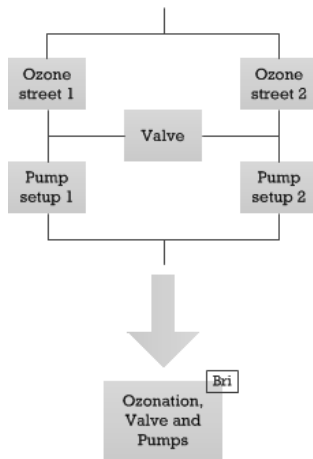 Ozone
street 1
Ozone
street 2
Valve
Pump
setup 1
Pump
setup 2
Bri
Ozonation,
Valve and
Pumps